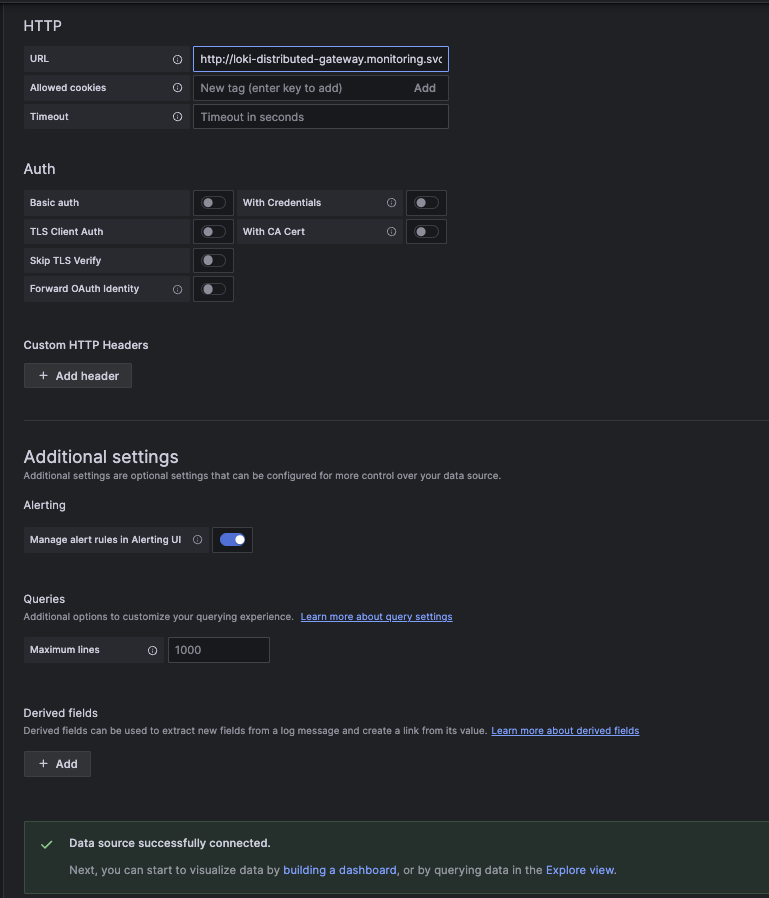 HTTP
URL
http://loki-distributed-gateway.monitoring.svc
Allowed cookies
New tag (enter key to add)
Add
Timeout
Timeout in seconds
Auth
Basic auth
With Credentials
TLS Client Auth
With CA Cert
Skip TLS Verify
Forward OAuth Identity
Custom HTTP Headers
+ Add header
Additional settings
Additional settings are optional settings that can be configured for more control over your data source.
Alerting
Manage alert rules in Alerting UI
Queries
Additional options to customize your querying experience. Learn more about query settings
Maximum lines
1000
Derived fields
Derived fields can be used to extract new fields from a log message and create a link from its value. Learn more about derived fields
+ Add
Data source successfully connected.
Next, you can start to visualize data by building a dashboard, or by querying data in the Explore view.